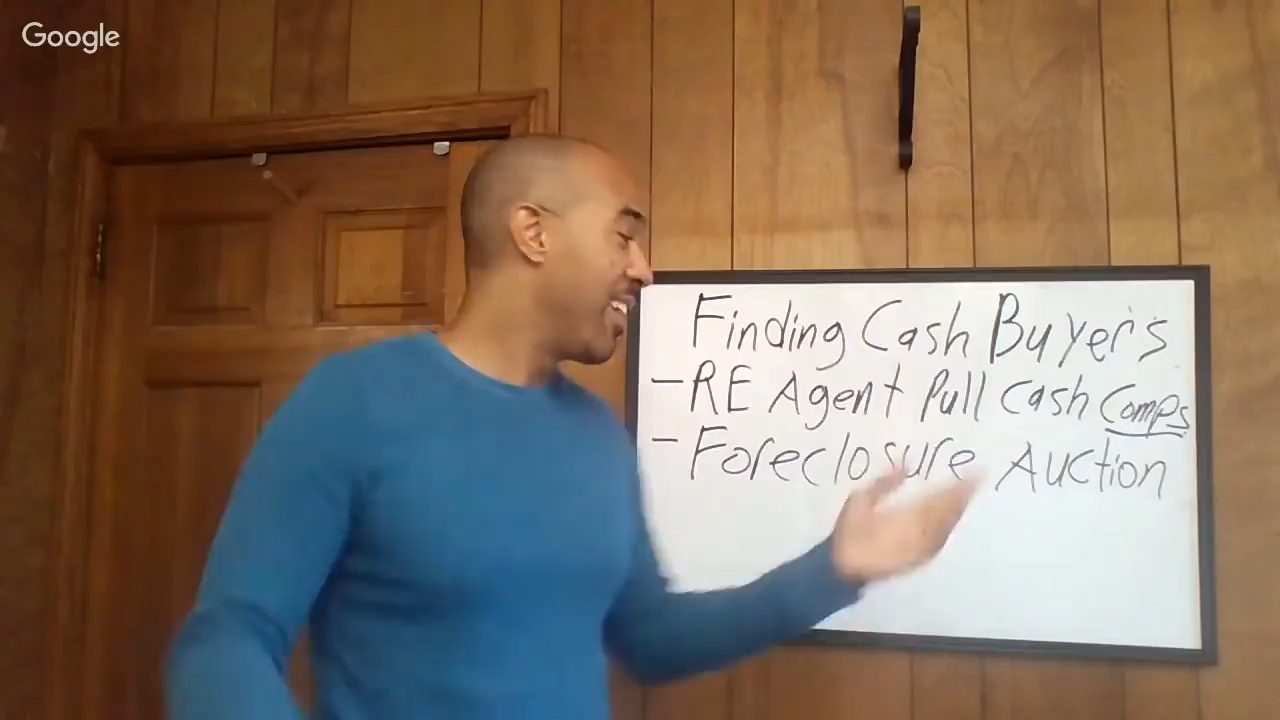 Google
Finding Cash Buyer's
- RE Agent Pull Cash Comps
- Foreclosure Auction